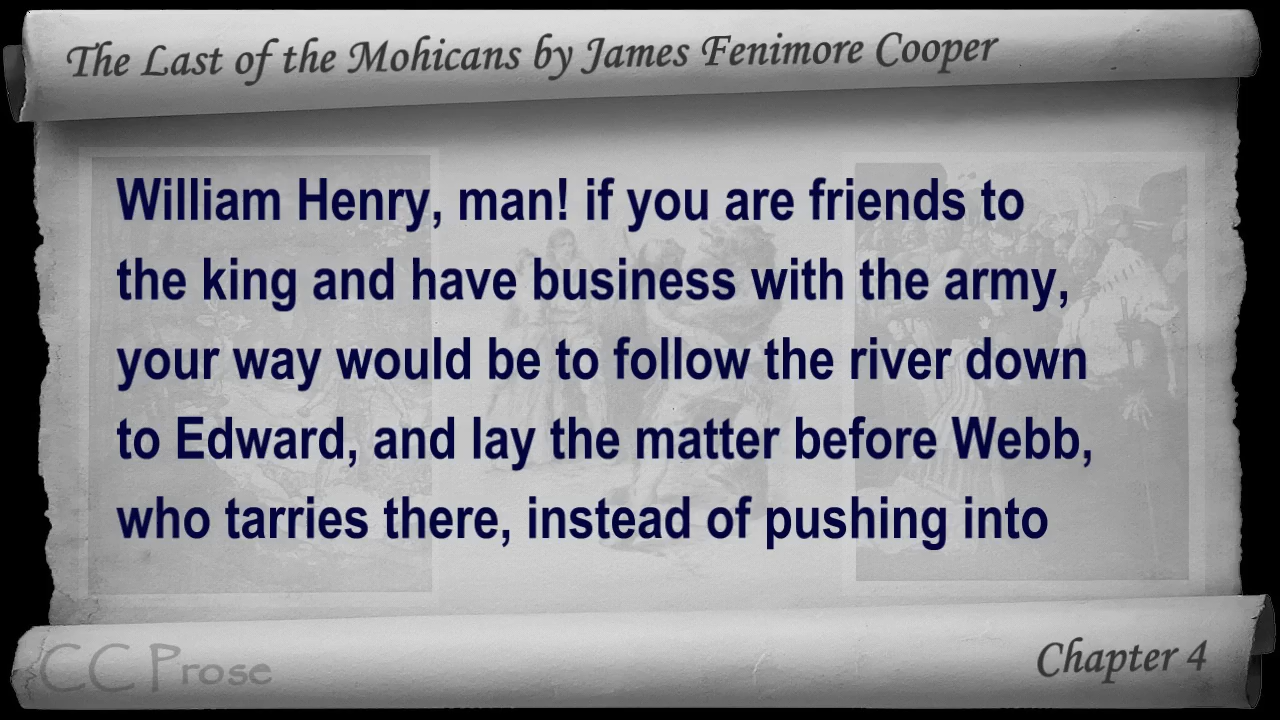 The Last of the Mohicans by James Fenimore Cooper
William Henry, man! if you are friends to
the king and have business with the army,
your way would be to follow the river down
to Edward, and lay the matter before Webb,
who tarries there, instead of pushing into
CC Prose
Chapter 4